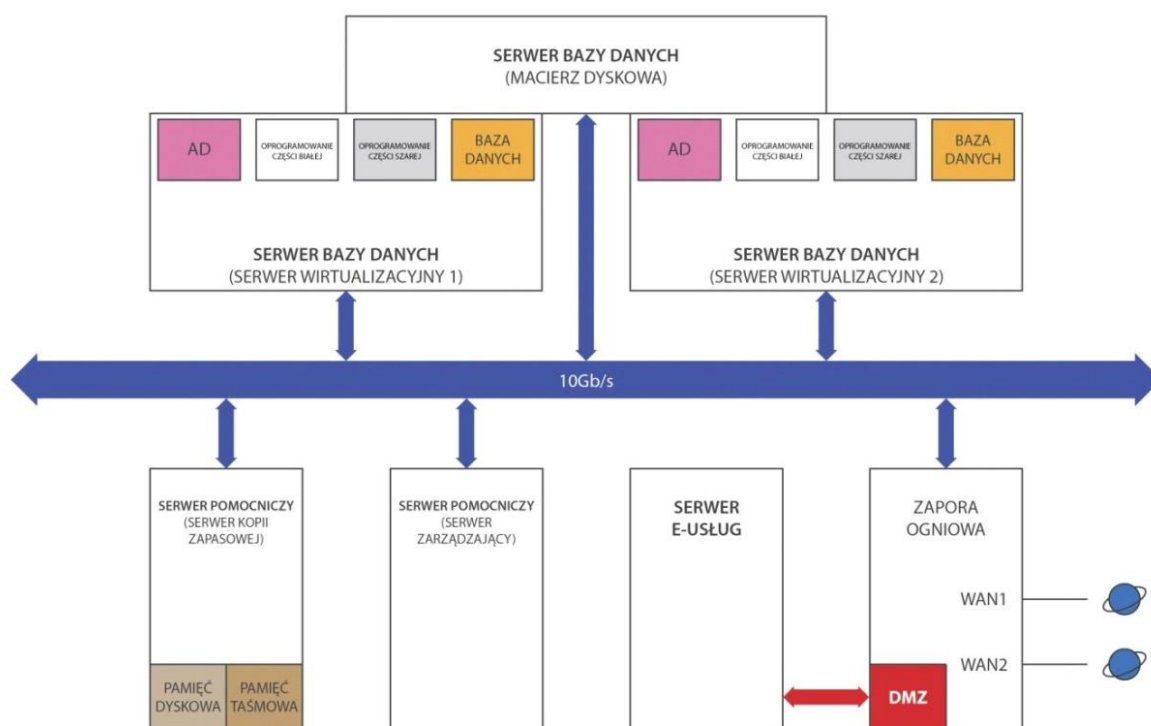 SERWER BAZY DANYCH
(MACIERZ DYSKOWA)
AD
OPROGRAMOWANIE
CZĘŚCI BIAŁEJ
OPROGRAMOWANIE
CZĘŚCI SZAREJ
BAZA
DANYCH
SERWER BAZY DANYCH
(SERWER WIRTUALIZACYJNY 1)
AD
OPROGRAMOWANIE
CZĘŚCI BIAŁEJ
OPROGRAMOWANIE
CZĘŚCI SZAREJ
BAZA
DANYCH
SERWER BAZY DANYCH
(SERWER WIRTUALIZACYJNY 2)
10Gb/s
SERWER POMOCNICZY
(SERWER KOPII
ZAPASOWEJ)
PAMIĘĆ
DYSKOWA
PAMIĘĆ
TAŚMOWA
SERWER POMOCNICZY
(SERWER
ZARZĄDZAJĄCY)
SERWER
E-USŁUG
ZAPORA
OGNIOWA
WAN1
WAN2
DMZ